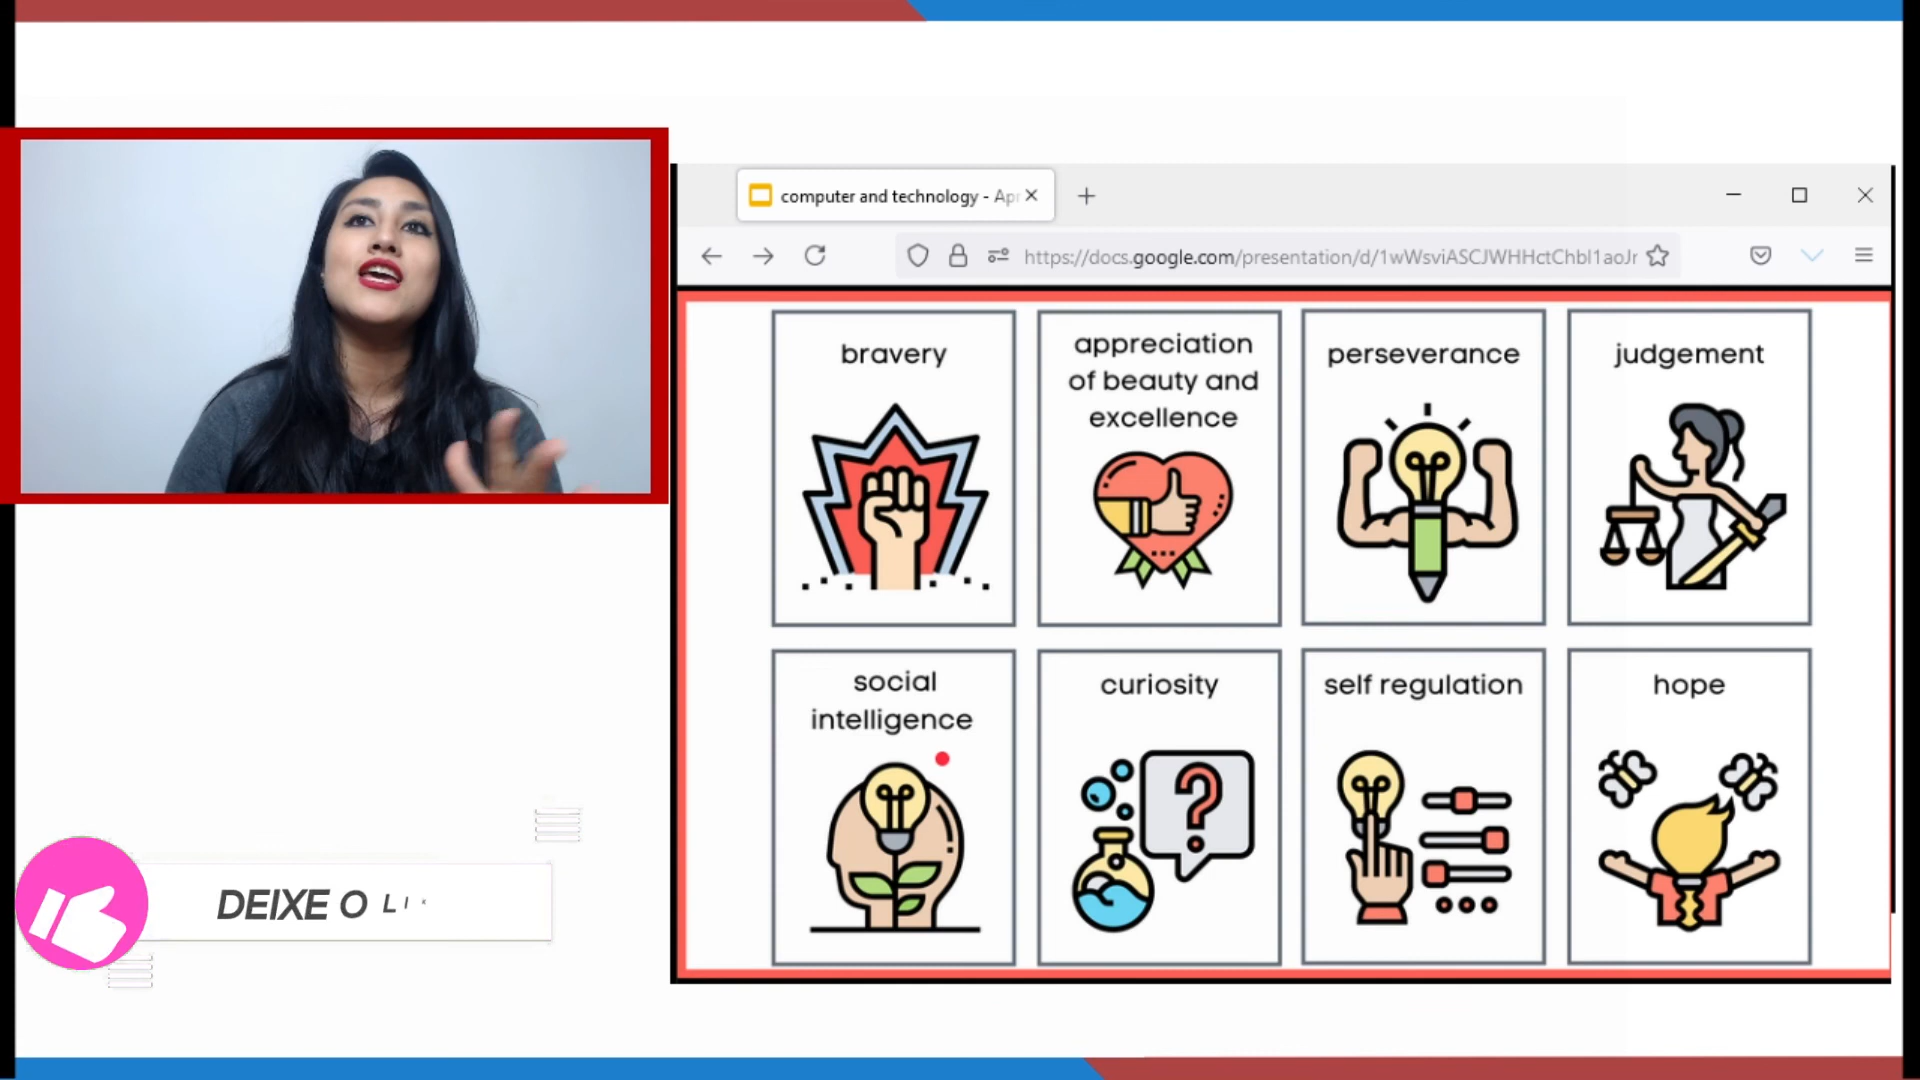 computer and technology - Apr
https://docs.google.com/presentation/d/1wWsviASCJWHHctChbl1aoJr
bravery
appreciation
of beauty and
excellence
perseverance
judgement
social
intelligence
curiosity
?
self regulation
hope
DEIXE O LI